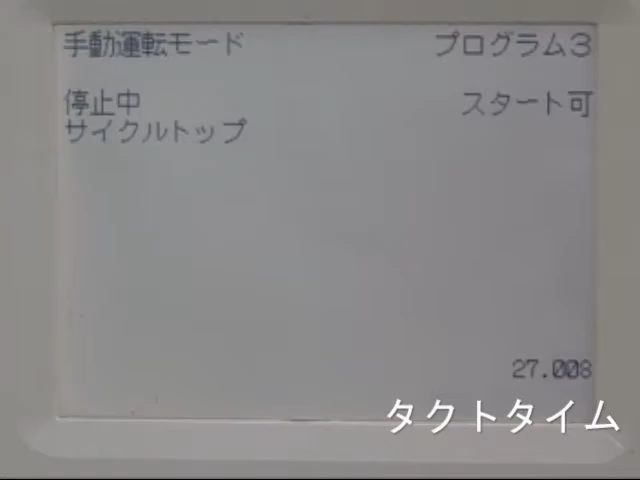 手動運転モード プログラム3
停止中 スタート可
サイクルトップ
27.008
タクトタイム